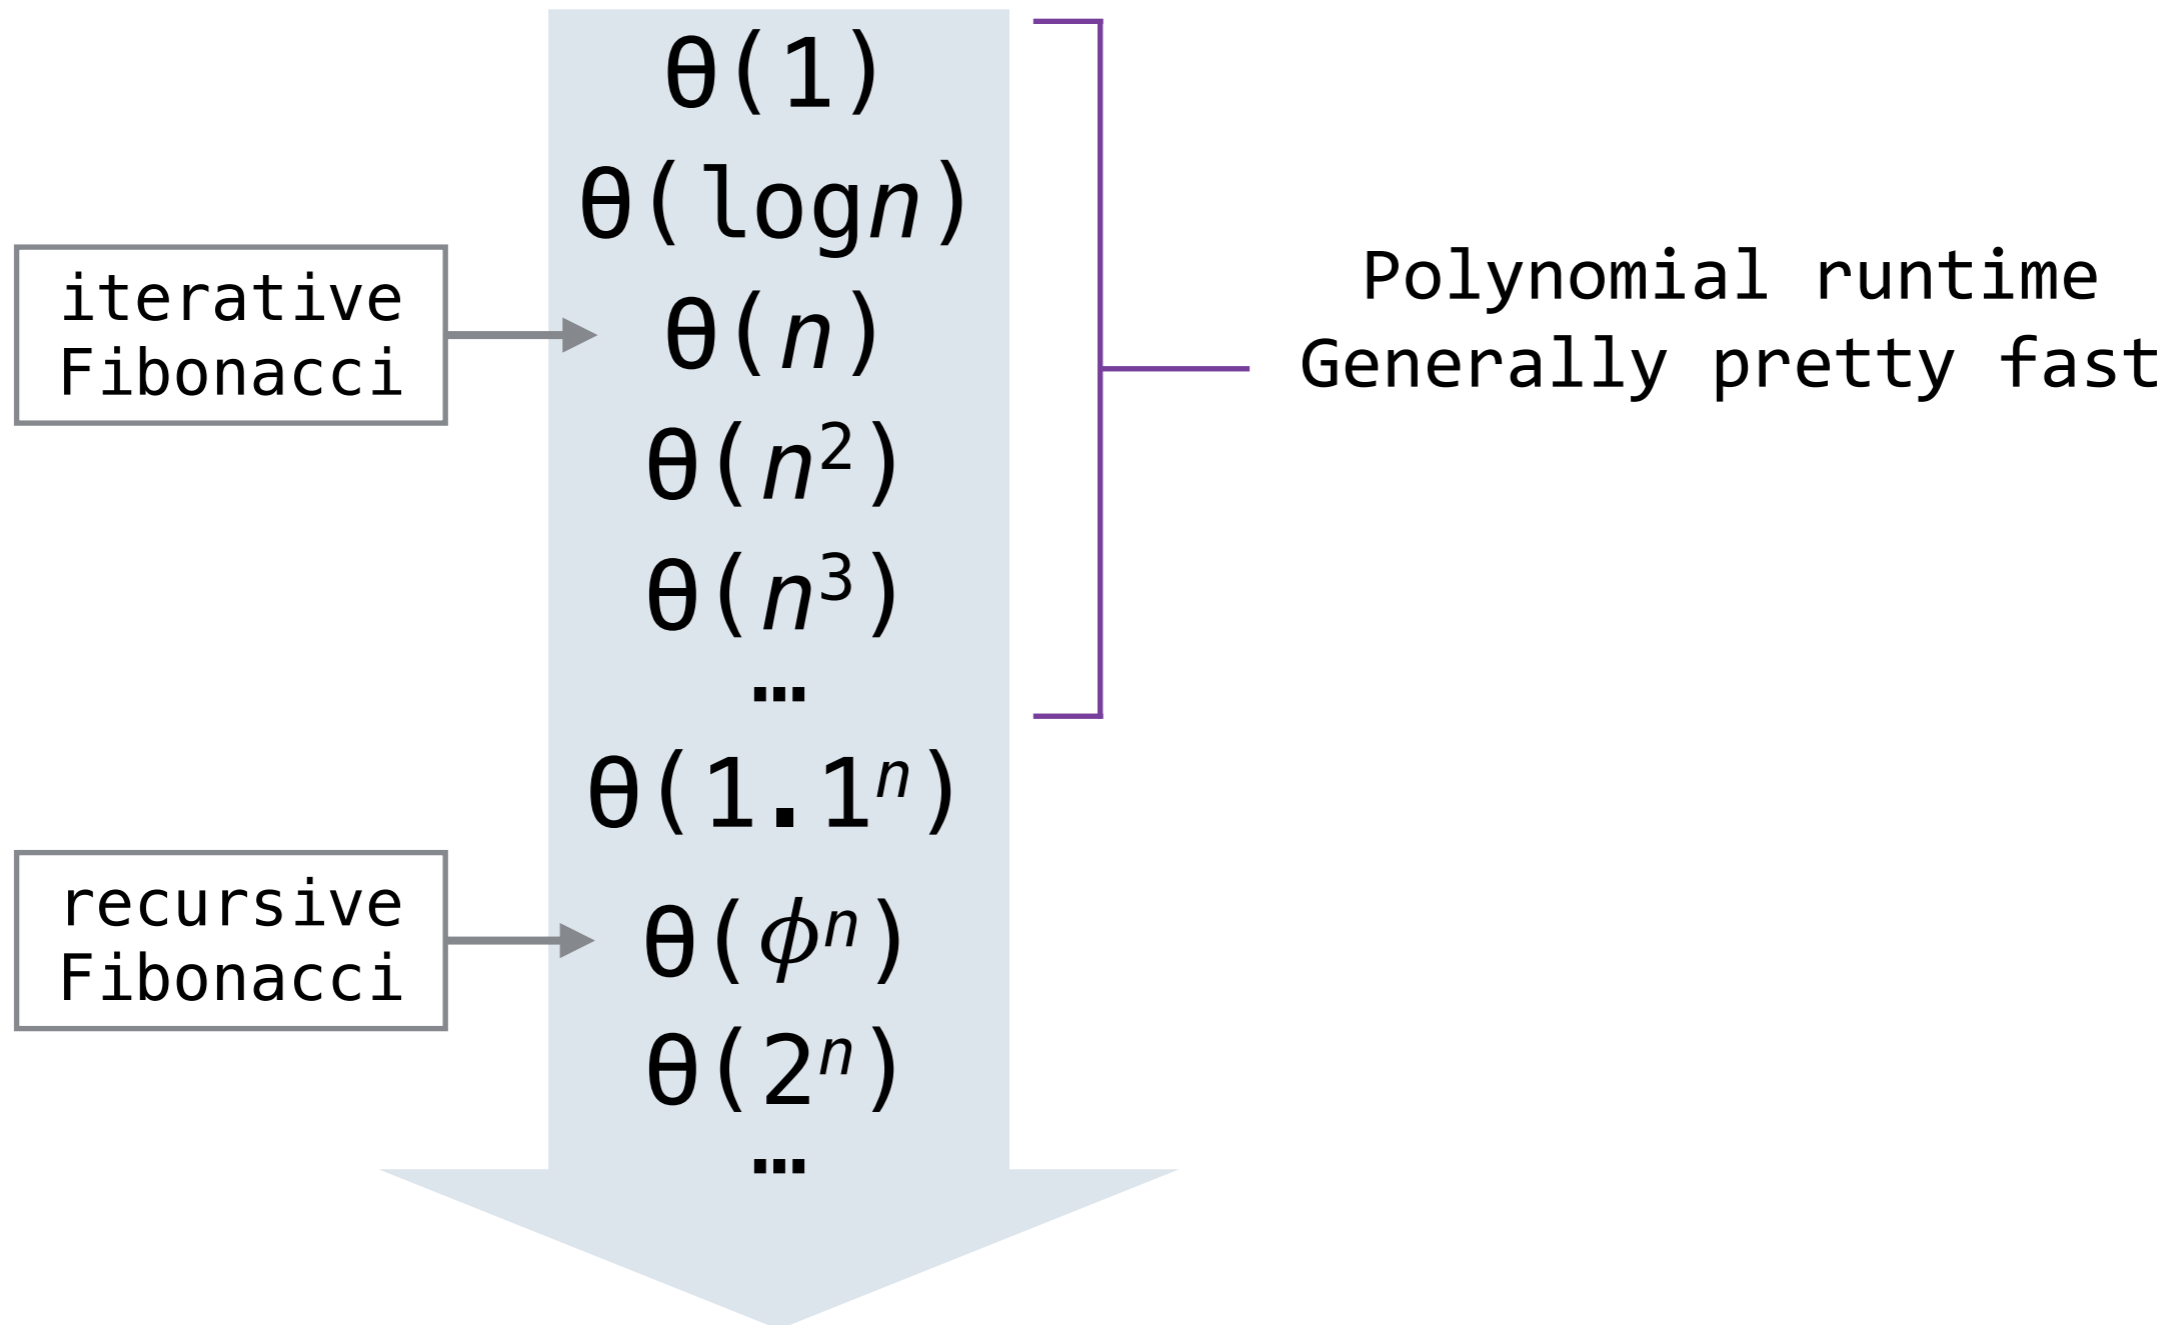 θ(1)
θ(logn)
iterative
Fibonacci
θ(n)
θ(n²)
θ(n³)
…
Polynomial runtime
Generally pretty fast
θ(1.1ⁿ)
recursive
Fibonacci
θ(ϕⁿ)
θ(2ⁿ)
…